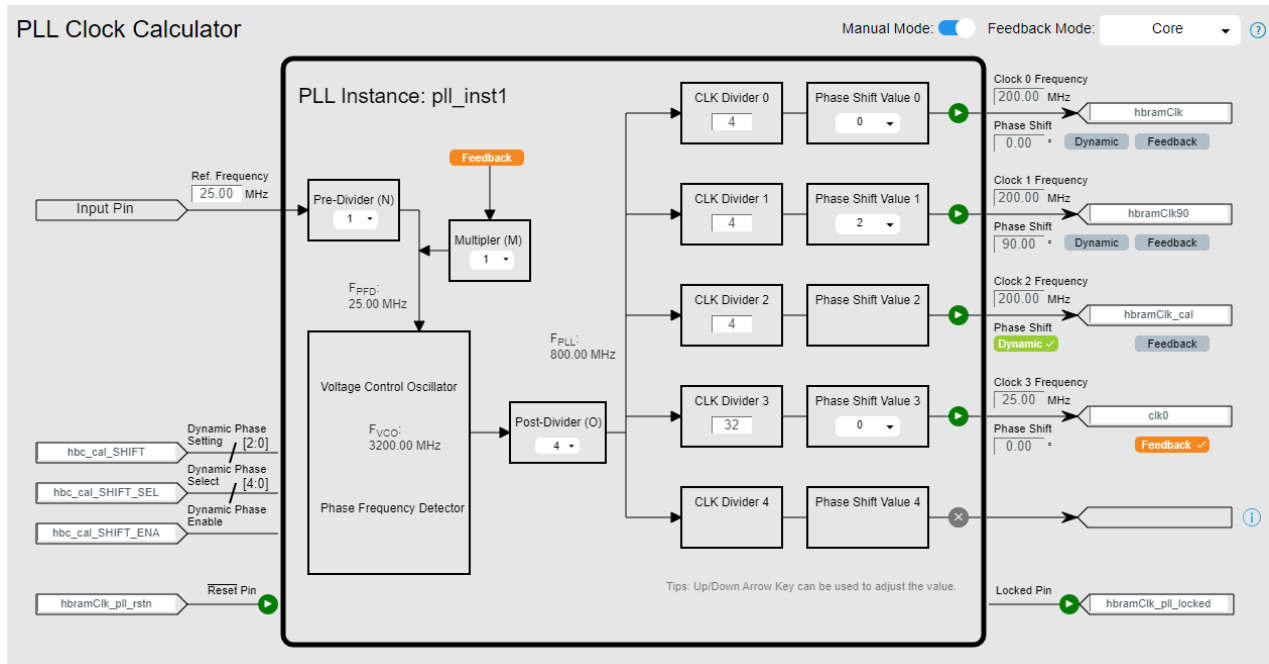 PLL Clock Calculator
Manual Mode:
Feedback Mode:
Core
?
PLL Instance: pll_inst1
Input Pin
Ref. Frequency
25.00 MHz
Pre-Divider (N)
1
Feedback
Multipler (M)
1
FPFD:
25.00 MHz
Voltage Control Oscillator
FVCO:
3200.00 MHz
Phase Frequency Detector
Post-Divider (O)
4
FPLL:
800.00 MHz
CLK Divider 0
4
Phase Shift Value 0
0
Clock 0 Frequency
200.00 MHz
hbramClk
Phase Shift
0.00 °
Dynamic
Feedback
CLK Divider 1
4
Phase Shift Value 1
2
Clock 1 Frequency
200.00 MHz
hbramClk90
Phase Shift
90.00 °
Dynamic
Feedback
CLK Divider 2
4
Phase Shift Value 2
Clock 2 Frequency
200.00 MHz
hbramClk_cal
Phase Shift
Dynamic ✓
Feedback
CLK Divider 3
32
Phase Shift Value 3
0
Clock 3 Frequency
25.00 MHz
clk0
Phase Shift
0.00 °
Feedback ✓
CLK Divider 4
Phase Shift Value 4
i
Dynamic Phase
Setting
[2:0]
hbc_cal_SHIFT
Dynamic Phase
Select
[4:0]
hbc_cal_SHIFT_SEL
Dynamic Phase
Enable
hbc_cal_SHIFT_ENA
Reset Pin
hbramClk_pll_rstn
Tips: Up/Down Arrow Key can be used to adjust the value.
Locked Pin
hbramClk_pll_locked